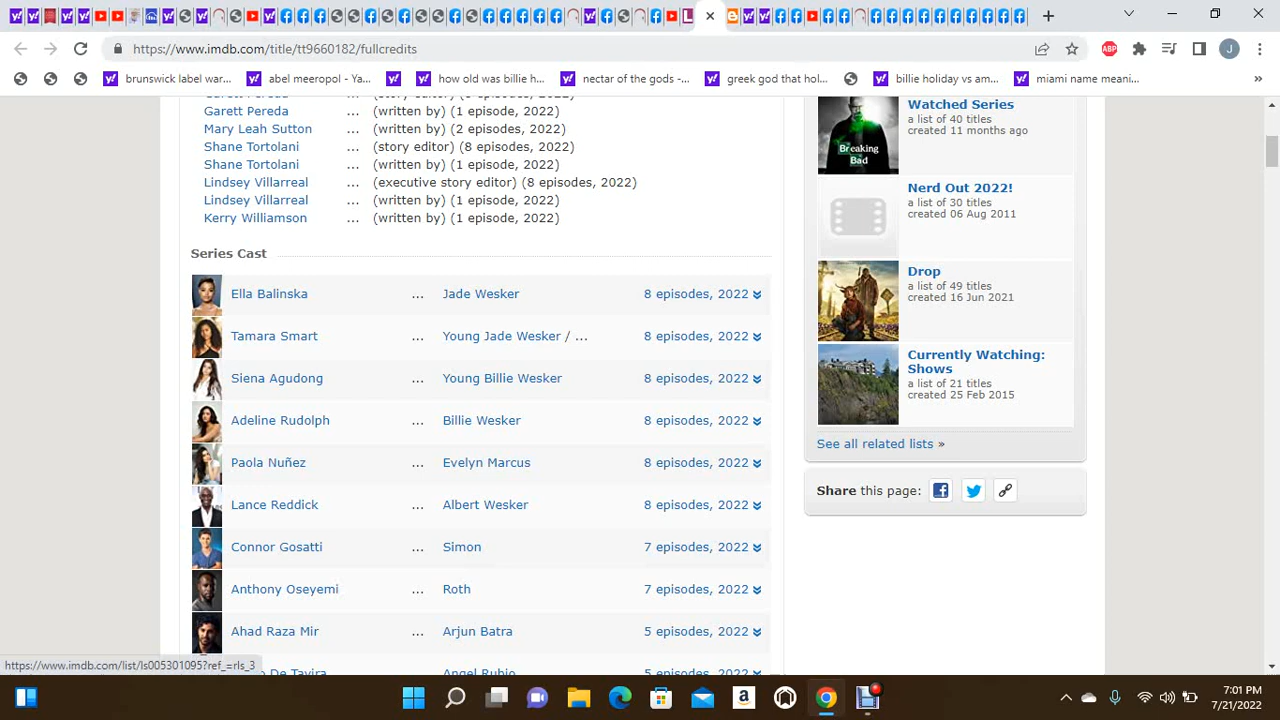 https://www.imdb.com/title/tt9660182/fullcredits
J
brunswick label war...
abel meeropol - Ya...
how old was billie h...
nectar of the gods -...
greek god that hol...
billie holiday vs am...
miami name meani...
»
Garett Pereda ... (written by) (1 episode, 2022)
Mary Leah Sutton ... (written by) (2 episodes, 2022)
Shane Tortolani ... (story editor) (8 episodes, 2022)
Shane Tortolani ... (written by) (1 episode, 2022)
Lindsey Villarreal ... (executive story editor) (8 episodes, 2022)
Lindsey Villarreal ... (written by) (1 episode, 2022)
Kerry Williamson ... (written by) (1 episode, 2022)
Series Cast
Ella Balinska ... Jade Wesker 8 episodes, 2022
Tamara Smart ... Young Jade Wesker / ... 8 episodes, 2022
Siena Agudong ... Young Billie Wesker 8 episodes, 2022
Adeline Rudolph ... Billie Wesker 8 episodes, 2022
Paola Nuñez ... Evelyn Marcus 8 episodes, 2022
Lance Reddick ... Albert Wesker 8 episodes, 2022
Connor Gosatti ... Simon 7 episodes, 2022
Anthony Oseyemi ... Roth 7 episodes, 2022
Ahad Raza Mir ... Arjun Batra 5 episodes, 2022
De Tavira ... Angel Rubio 5 episodes, 2022
Breaking
Bad
Watched Series
a list of 40 titles
created 11 months ago
Nerd Out 2022!
a list of 30 titles
created 06 Aug 2011
Drop
a list of 49 titles
created 16 Jun 2021
Currently Watching:
Shows
a list of 21 titles
created 25 Feb 2015
See all related lists »
Share this page:
https://www.imdb.com/list/ls005301095?ref_=rls_3
7:01 PM
7/21/2022